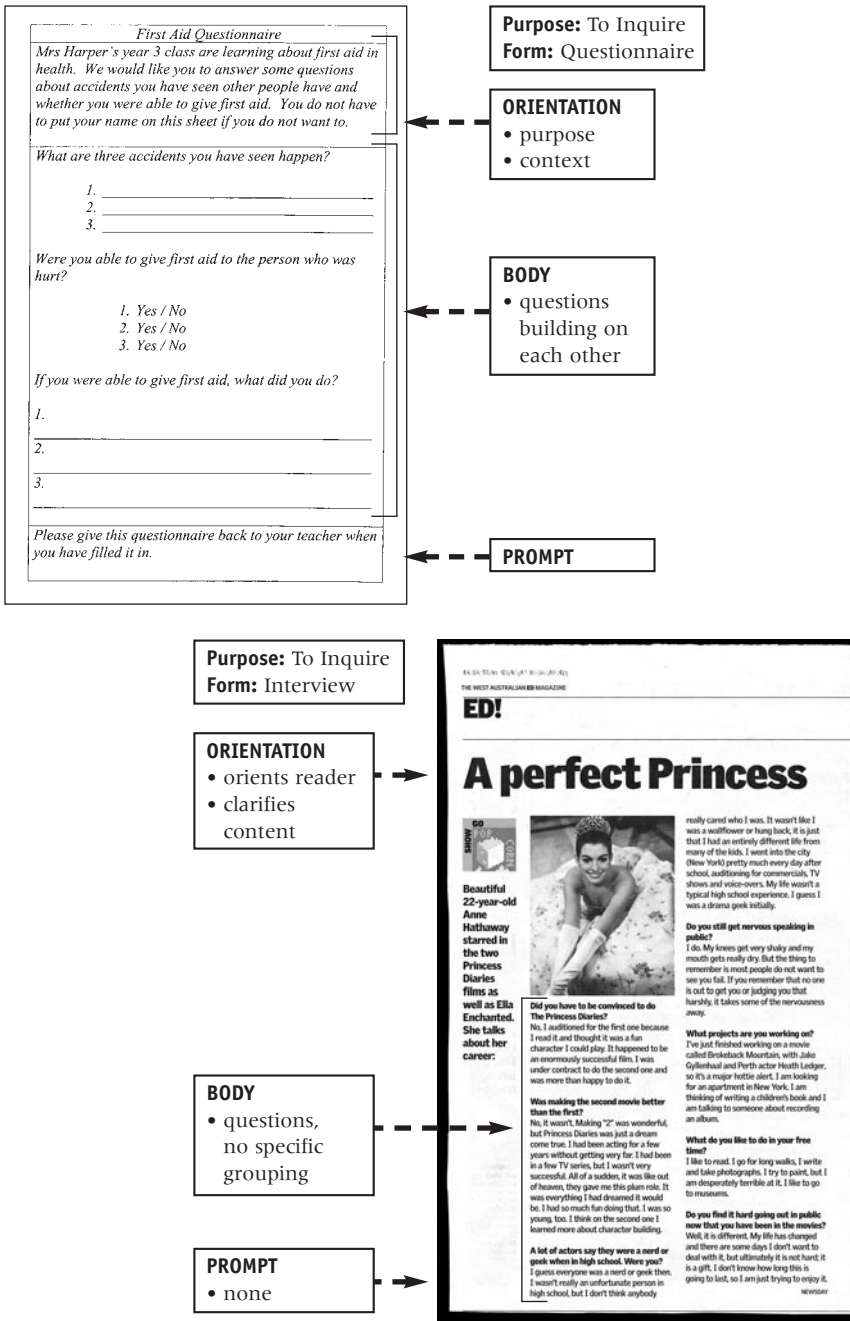 First Aid Questionnaire
Mrs Harper's year 3 class are learning about first aid in
health. We would like you to answer some questions
about accidents you have seen other people have and
whether you were able to give first aid. You do not have
to put your name on this sheet if you do not want to.
What are three accidents you have seen happen?
1.
2.
3.
Were you able to give first aid to the person who was
hurt?
1. Yes / No
2. Yes / No
3. Yes / No
If you were able to give first aid, what did you do?
1.
2.
3.
Please give this questionnaire back to your teacher when
you have filled it in.
Purpose: To Inquire
Form: Questionnaire
ORIENTATION
• purpose
• context
BODY
• questions
building on
each other
PROMPT
Purpose: To Inquire
Form: Interview
ORIENTATION
• orients reader
• clarifies
content
BODY
• questions,
no specific
grouping
PROMPT
• none
THE WEST AUSTRALIAN ED MAGAZINE
ED!
A perfect Princess
GO
SHOW
POP
CORN
Beautiful
22-year-old
Anne
Hathaway
starred in
the two
Princess
Diaries
films as
well as Ella
Enchanted.
She talks
about her
career:
Did you have to be convinced to do
The Princess Diaries?
No, I auditioned for the first one because
I read it and thought it was a fun
character I could play. It happened to be
an enormously successful film. I was
under contract to do the second one and
was more than happy to do it.
Was making the second movie better
than the first?
No, it wasn't. Making "2" was wonderful,
but Princess Diaries was just a dream
come true. I had been acting for a few
years without getting very far. I had been
in a few TV series, but I wasn't very
successful. All of a sudden, it was like out
of heaven, they gave me this plum role. It
was everything I had dreamed it would
be. I had so much fun doing that. I was so
young, too. I think on the second one I
learned more about character building.
A lot of actors say they were a nerd or
geek when in high school. Were you?
I guess everyone was a nerd or geek then.
I wasn't really an unfortunate person in
high school, but I don't think anybody
really cared who I was. It wasn't like I
was a wallflower or hung back, it is just
that I had an entirely different life from
many of the kids. I went into the city
(New York) pretty much every day after
school, auditioning for commercials, TV
shows and voice-overs. My life wasn't a
typical high school experience. I guess I
was a drama geek initially.
Do you still get nervous speaking in
public?
I do. My knees get very shaky and my
mouth gets really dry. But the thing to
remember is most people do not want to
see you fail. If you remember that no one
is out to get you or judging you that
harshly, it takes some of the nervousness
away.
What projects are you working on?
I've just finished working on a movie
called Brokeback Mountain, with Jake
Gyllenhaal and Perth actor Heath Ledger,
so it's a major hottie alert. I am looking
for an apartment in New York. I am
thinking of writing a children's book and I
am talking to someone about recording
an album.
What do you like to do in your free
time?
I like to read. I go for long walks, I write
and take photographs. I try to paint, but I
am desperately terrible at it. I like to go
to museums.
Do you find it hard going out in public
now that you have been in the movies?
Well, it is different. My life has changed
and there are some days I don't want to
deal with it, but ultimately it is not hard; it
is a gift. I don't know how long this is
going to last, so I am just trying to enjoy it.
NEWSDAY